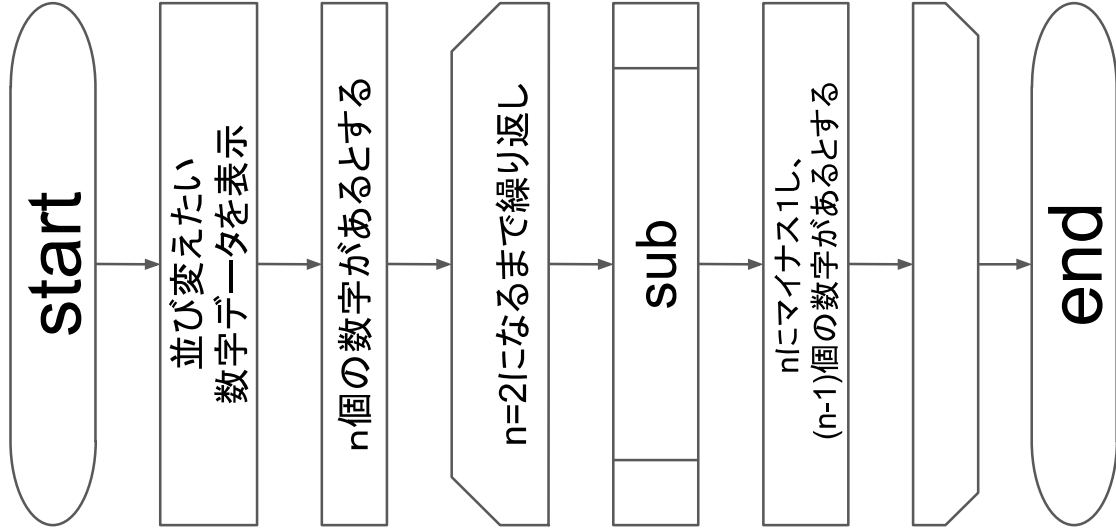 start
並び変えたい
数字データを表示
n個の数字があるとする
n=2になるまで繰り返し
sub
nにマイナス1し、
(n-1)個の数字があるとする
end